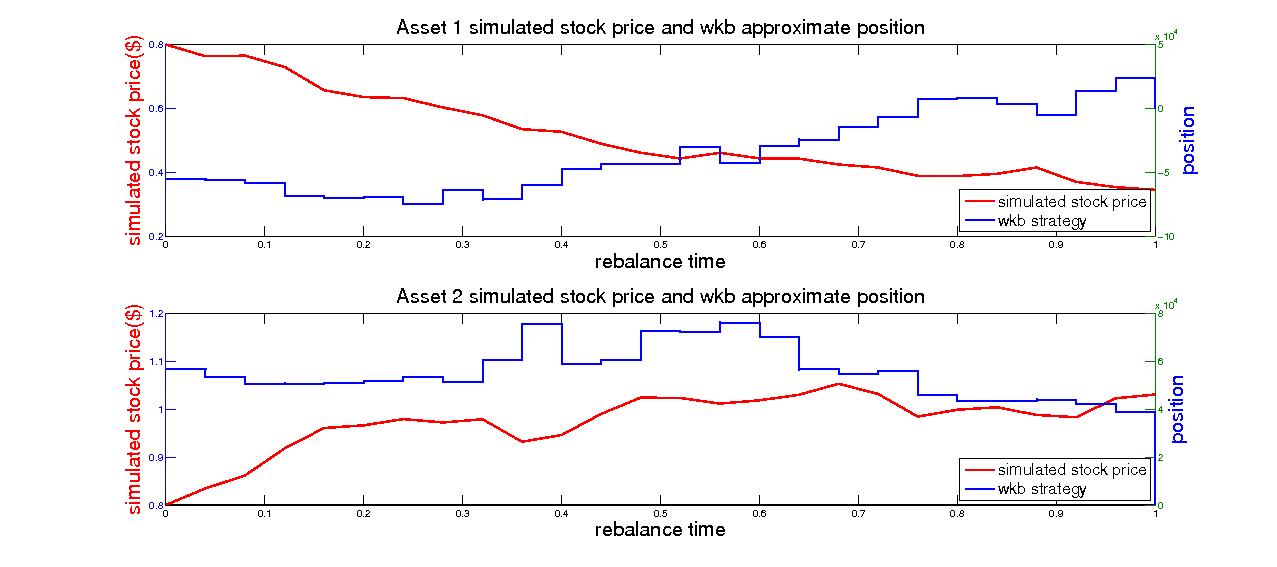 Asset 1 simulated stock price and wkb approximate position
x 10^4
simulated stock price($)
0.8
0.6
0.4
0.2
5
0
-5
-10
position
simulated stock price
wkb strategy
0 0.1 0.2 0.3 0.4 0.5 0.6 0.7 0.8 0.9 1
rebalance time
Asset 2 simulated stock price and wkb approximate position
x 10^4
simulated stock price($)
1.2
1.1
1
0.9
0.8
8
6
4
2
0
position
simulated stock price
wkb strategy
0 0.1 0.2 0.3 0.4 0.5 0.6 0.7 0.8 0.9 1
rebalance time